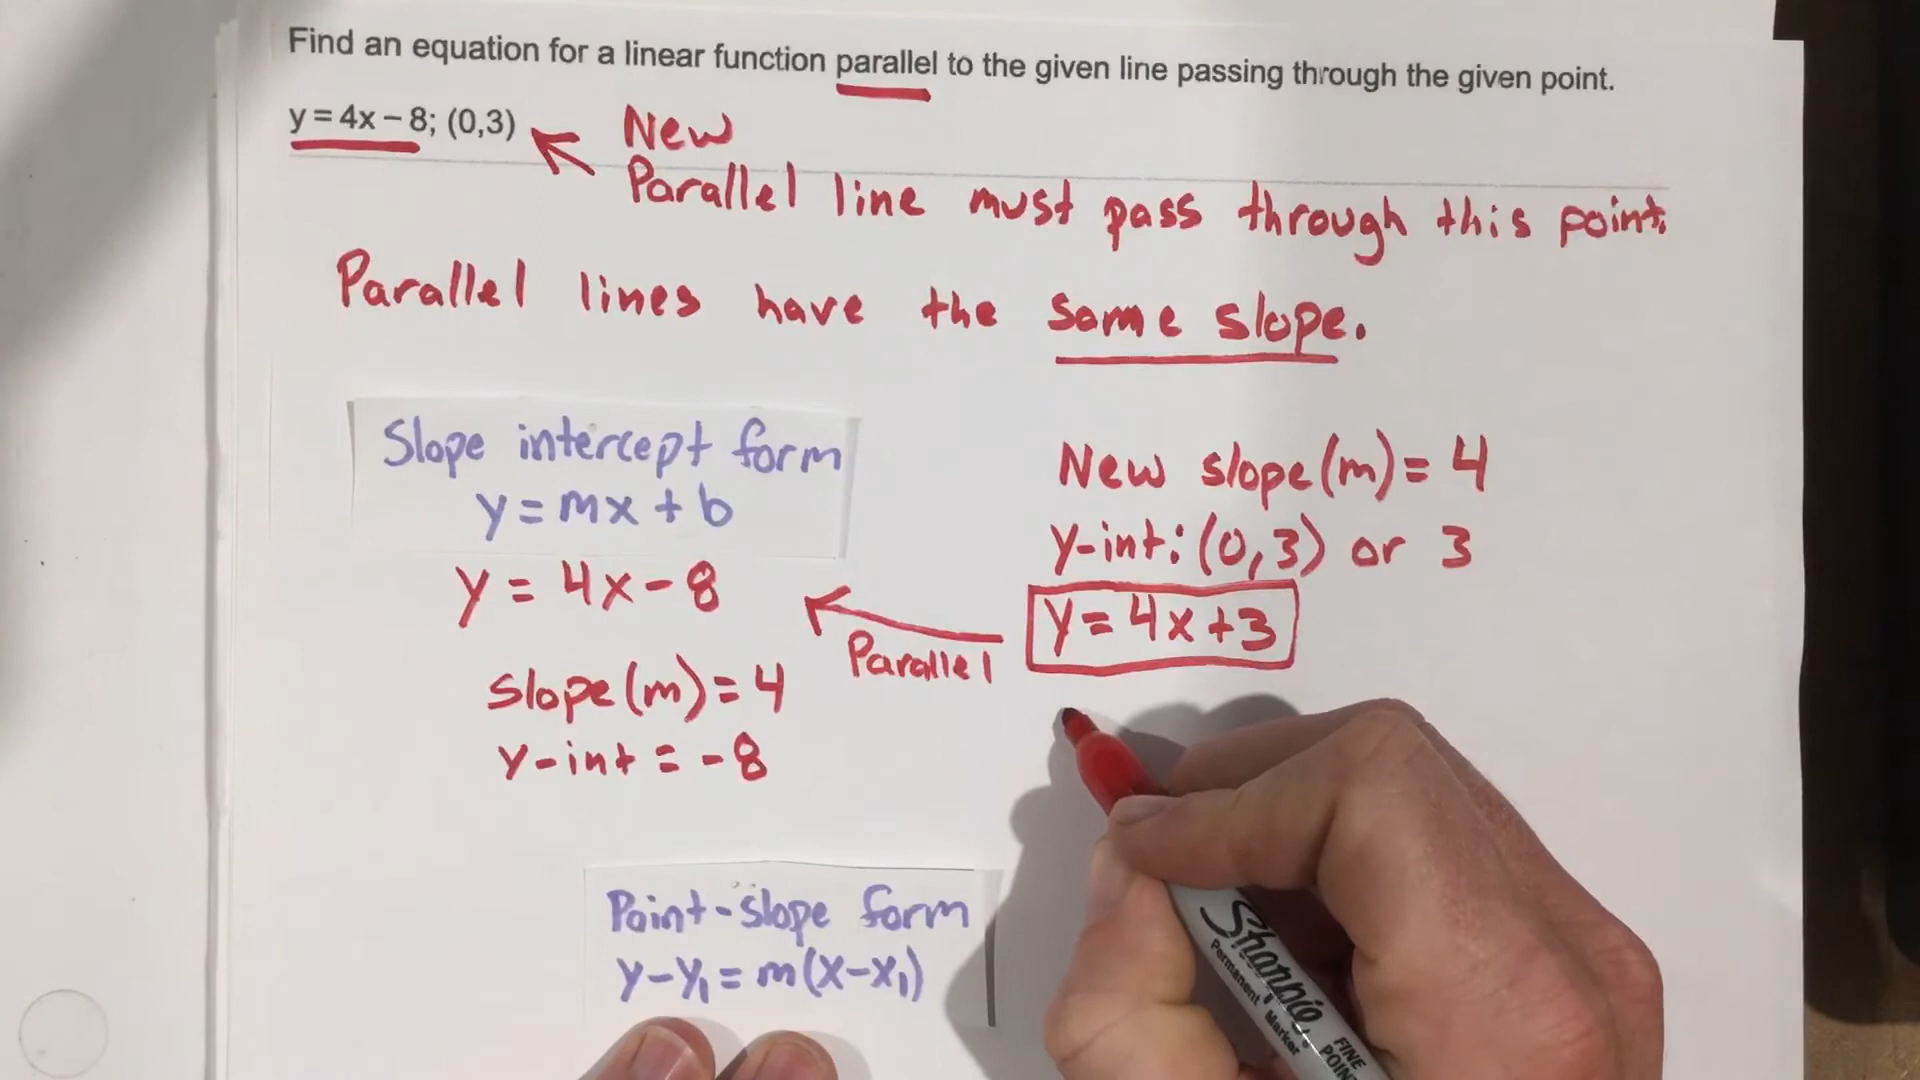 Find an equation for a linear function parallel to the given line passing through the given point.
y = 4x – 8; (0,3)
New
Parallel line must pass through this point.
Parallel lines have the same slope.
Slope intercept form
y = mx + b
y = 4x - 8
slope (m) = 4
y-int = -8
Parallel
New slope (m) = 4
y-int: (0,3) or 3
y = 4x + 3
Point-slope form
y - y₁ = m(x - x₁)
Sharpie
Permanent Marker
FINE
POIN